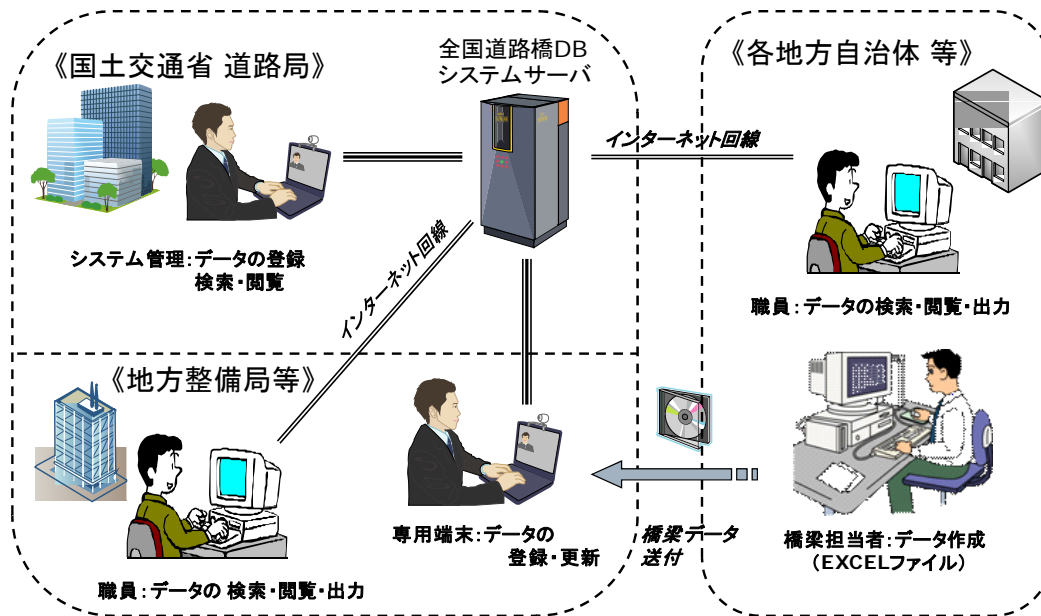 《国土交通省 道路局》
全国道路橋DB
システムサーバ
《各地方自治体 等》
インターネット回線
システム管理：データの登録
検索・閲覧
インターネット回線
職員：データの検索・閲覧・出力
《地方整備局等》
専用端末：データの
登録・更新
橋梁データ
送付
橋梁担当者：データ作成
（EXCELファイル）
職員：データの 検索・閲覧・出力